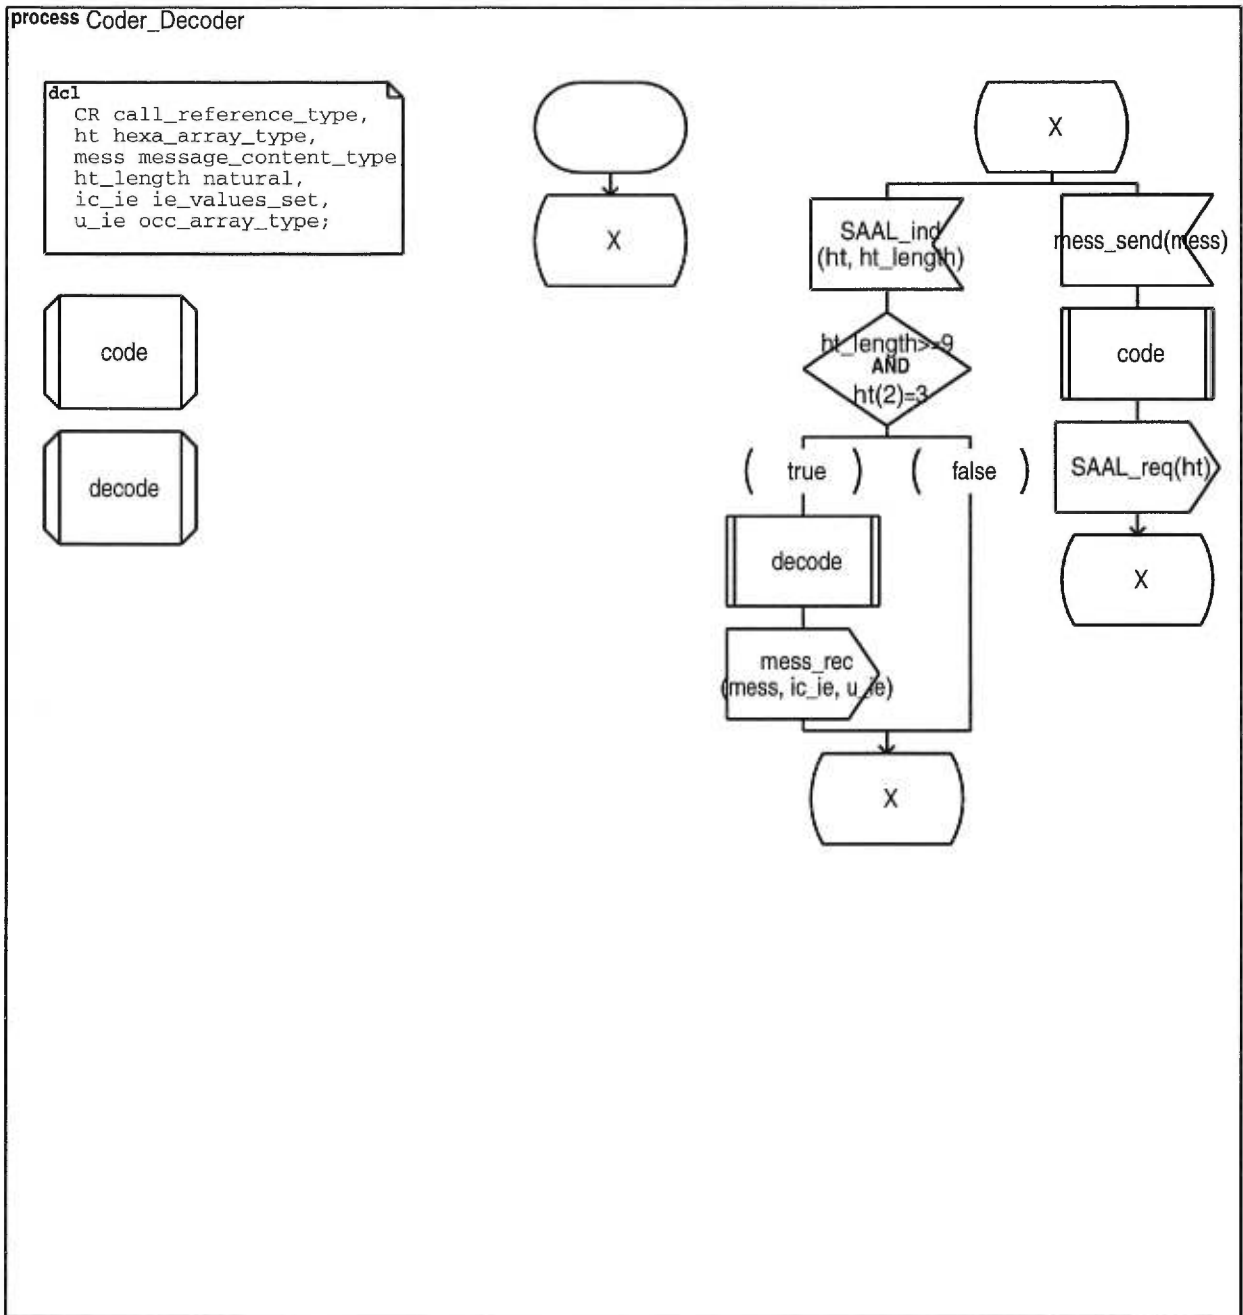 process Coder_Decoder
dcl
CR call_reference_type,
ht hexa_array_type,
mess message_content_type
ht_length natural,
ic_ie ie_values_set,
u_ie occ_array_type;
code
decode
X
X
SAAL_ind
(ht, ht_length)
ht_length>=9
AND
ht(2)=3
( true )
( false )
decode
mess_rec
(mess, ic_ie, u_ie)
X
mess_send(mess)
code
SAAL_req(ht)
X